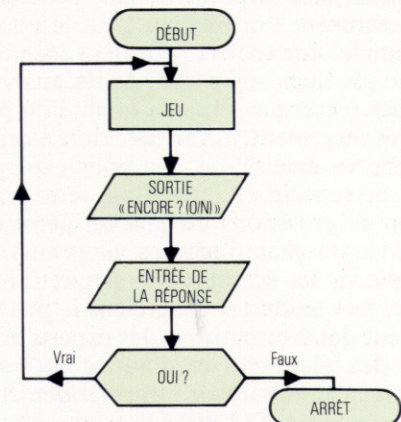 DÉBUT
JEU
SORTIE
« ENCORE ? (O/N) »
ENTRÉE DE
LA RÉPONSE
Vrai
OUI ?
Faux
ARRÊT